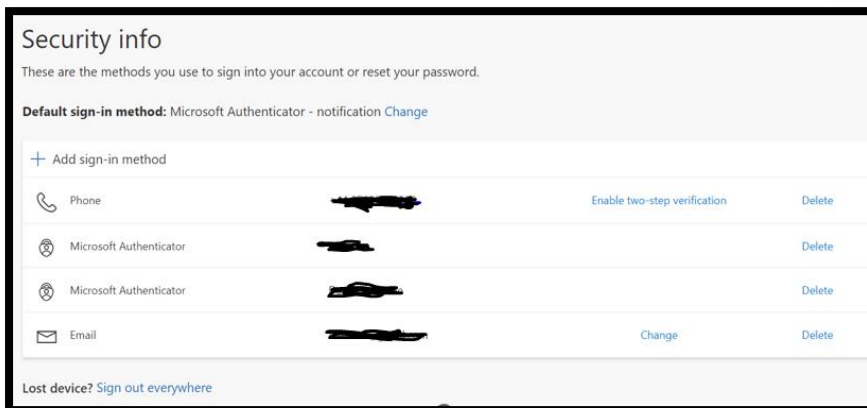 Security info
These are the methods you use to sign into your account or reset your password.
Default sign-in method: Microsoft Authenticator - notification Change
Add sign-in method
Phone Enable two-step verification Delete
Microsoft Authenticator Delete
Microsoft Authenticator Delete
Email Change Delete
Lost device? Sign out everywhere